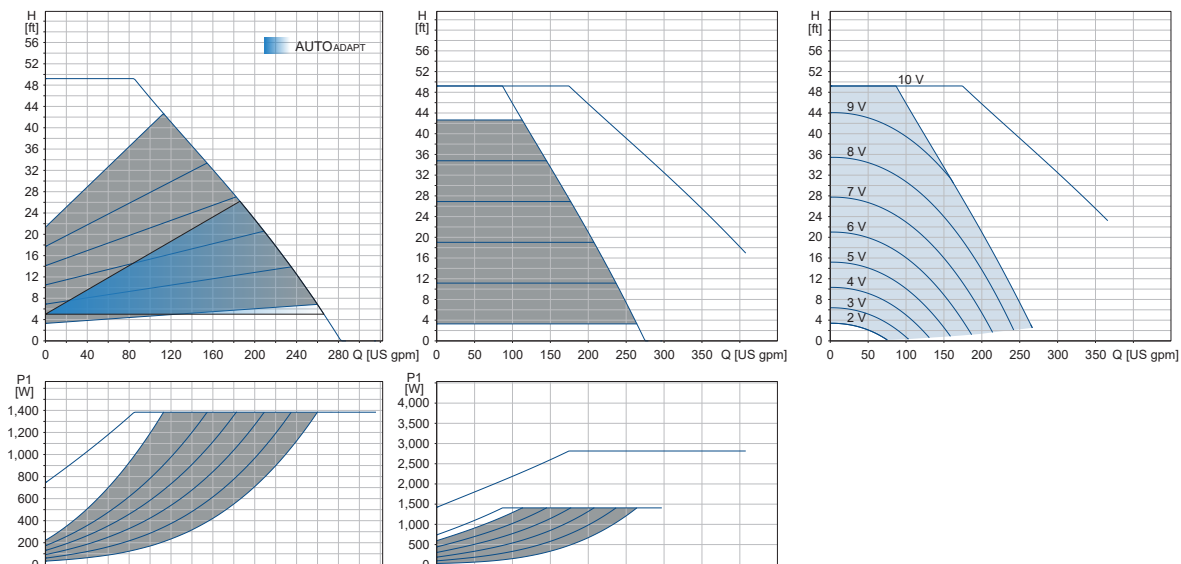 H
[ft]
56
52
48
44
40
36
32
28
24
20
16
12
8
4
0
AUTOADAPT
0 40 80 120 160 200 240 280 Q [US gpm]
H
[ft]
56
52
48
44
40
36
32
28
24
20
16
12
8
4
0
0 50 100 150 200 250 300 350 Q [US gpm]
H
[ft]
56
52
48
44
40
36
32
28
24
20
16
12
8
4
0
10 V
9 V
8 V
7 V
6 V
5 V
4 V
3 V
2 V
0 50 100 150 200 250 300 350 Q [US gpm]
P1
[W]
1,400
1,200
1,000
800
600
400
200
0
P1
[W]
4,000
3,500
3,000
2,500
2,000
1,500
1,000
500
0